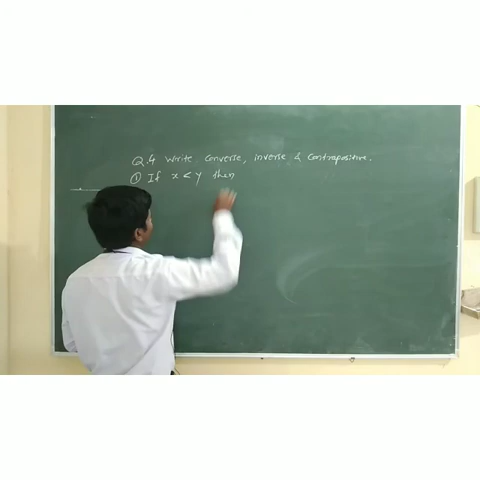 Q.4 Write Converse, inverse & Contrapositive.
① If x < y then